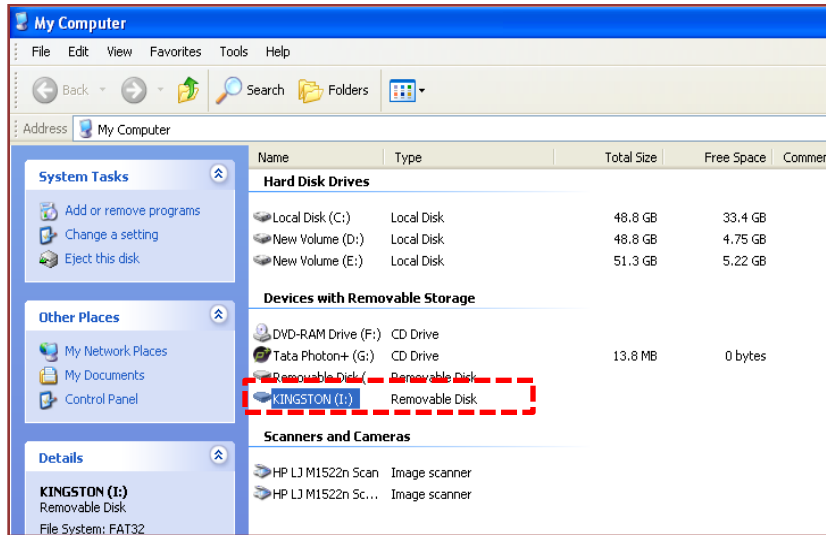 My Computer
File Edit View Favorites Tools Help
Back Search Folders
Address My Computer
System Tasks
Add or remove programs
Change a setting
Eject this disk
Other Places
My Network Places
My Documents
Control Panel
Details
KINGSTON (I:)
Removable Disk
File System: FAT32
Name Type Total Size Free Space Commer
Hard Disk Drives
Local Disk (C:) Local Disk 48.8 GB 33.4 GB
New Volume (D:) Local Disk 48.8 GB 4.75 GB
New Volume (E:) Local Disk 51.3 GB 5.22 GB
Devices with Removable Storage
DVD-RAM Drive (F:) CD Drive
Tata Photon+ (G:) CD Drive 13.8 MB 0 bytes
Removable Disk ( Removable Disk
KINGSTON (I:) Removable Disk
Scanners and Cameras
HP LJ M1522n Scan Image scanner
HP LJ M1522n Sc... Image scanner